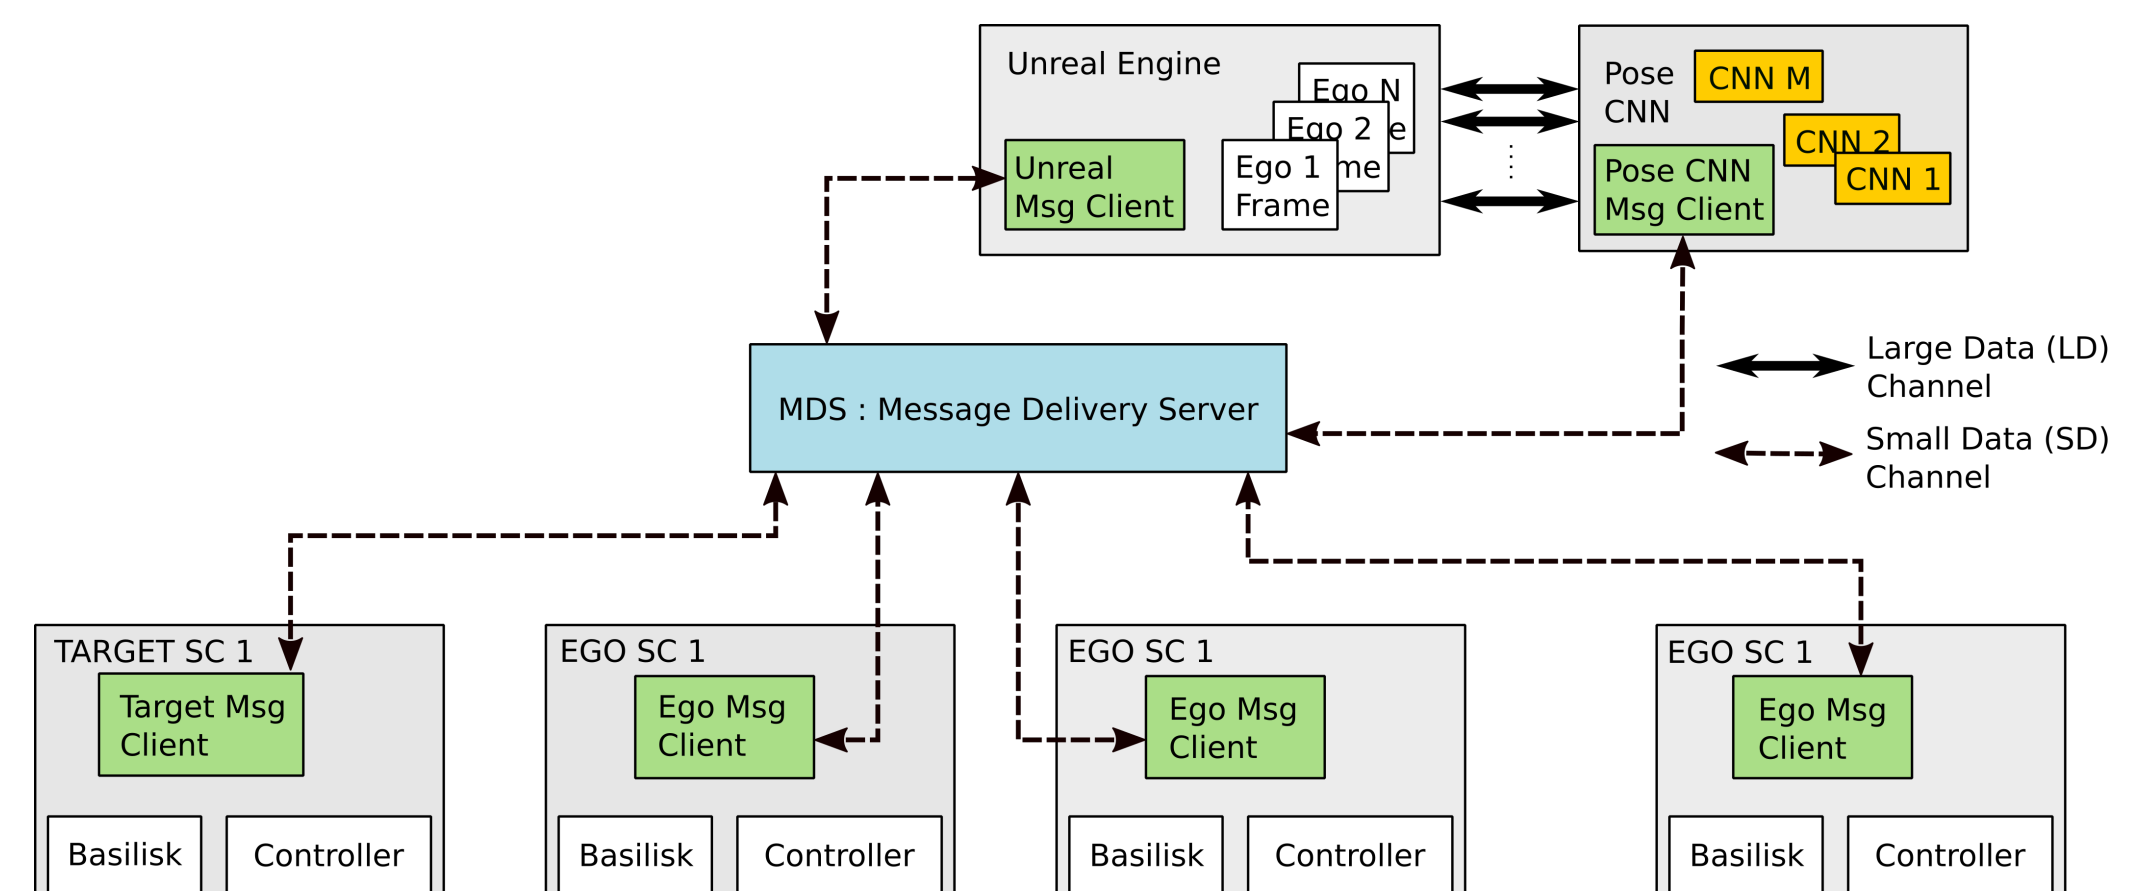 Unreal Engine
Ego N
e
Ego 2
me
Ego 1
Frame
Unreal
Msg Client
Pose
CNN
CNN M
CNN 2
CNN 1
Pose CNN
Msg Client
MDS : Message Delivery Server
Large Data (LD)
Channel
Small Data (SD)
Channel
TARGET SC 1
Target Msg
Client
Basilisk
Controller
EGO SC 1
Ego Msg
Client
Basilisk
Controller
EGO SC 1
Ego Msg
Client
Basilisk
Controller
EGO SC 1
Ego Msg
Client
Basilisk
Controller